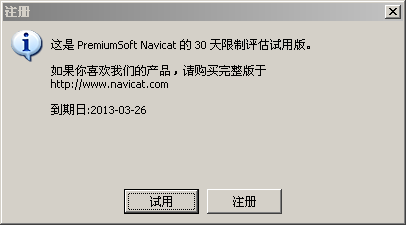 注册
这是 PremiumSoft Navicat 的 30 天限制评估试用版。
如果你喜欢我们的产品，请购买完整版于
http://www.navicat.com
到期日:2013-03-26
试用
注册